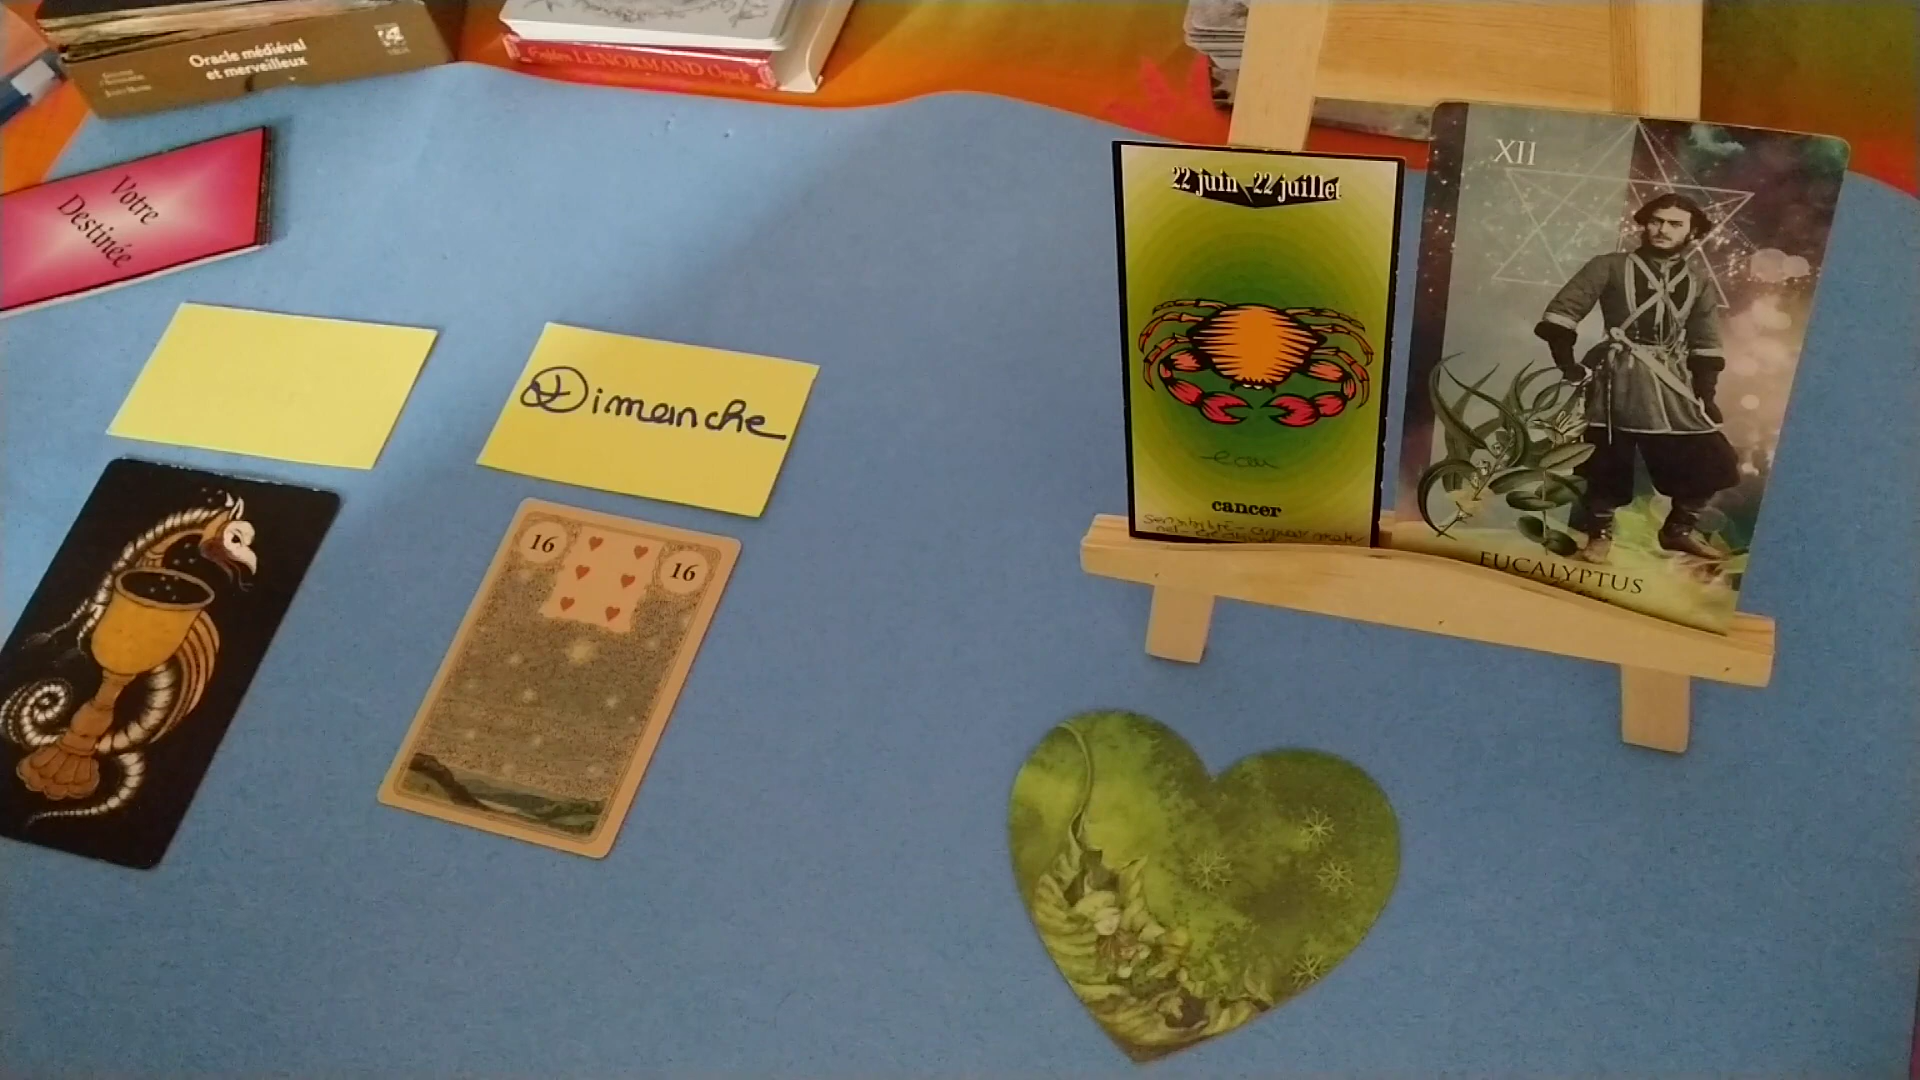 Oracle médiéval
et merveilleux
LENORMAND Oracle
Votre
Destinée
22 juin - 22 juillet
XII
Dimanche
eau
cancer
16
16
EUCALYPTUS